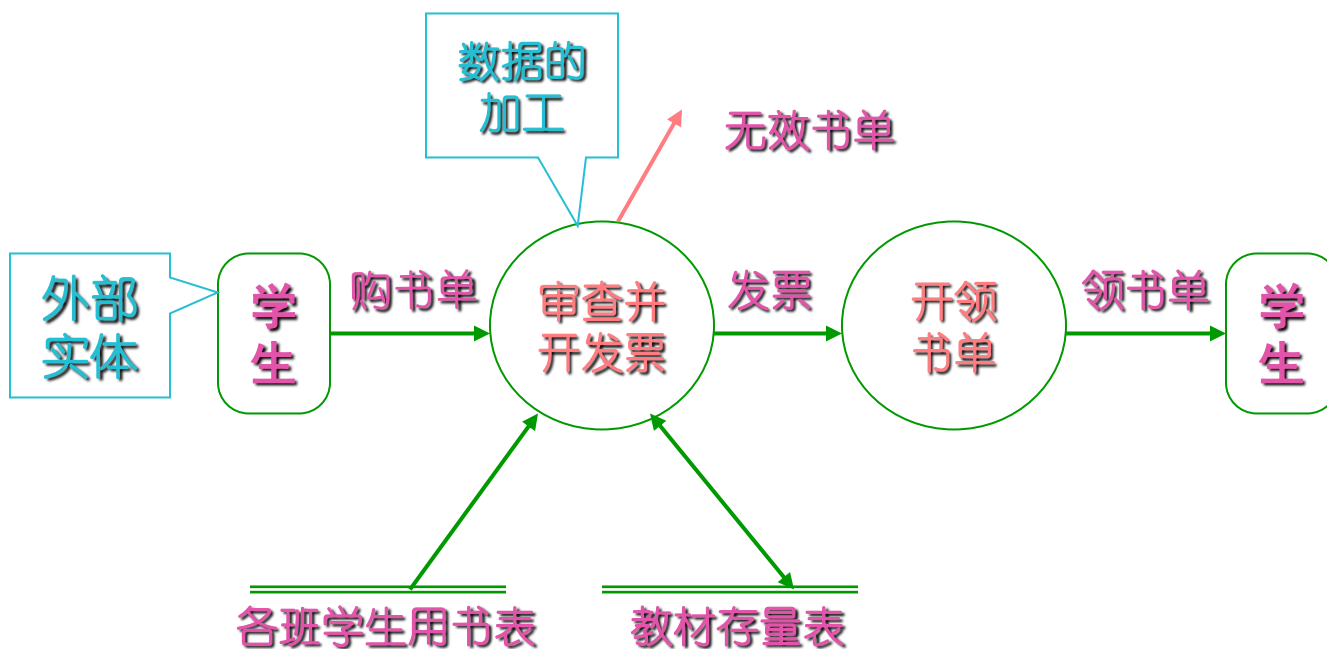 数据的
加工
无效书单
外部
实体
学
生
购书单
审查并
开发票
发票
开领
书单
领书单
学
生
各班学生用书表
教材存量表